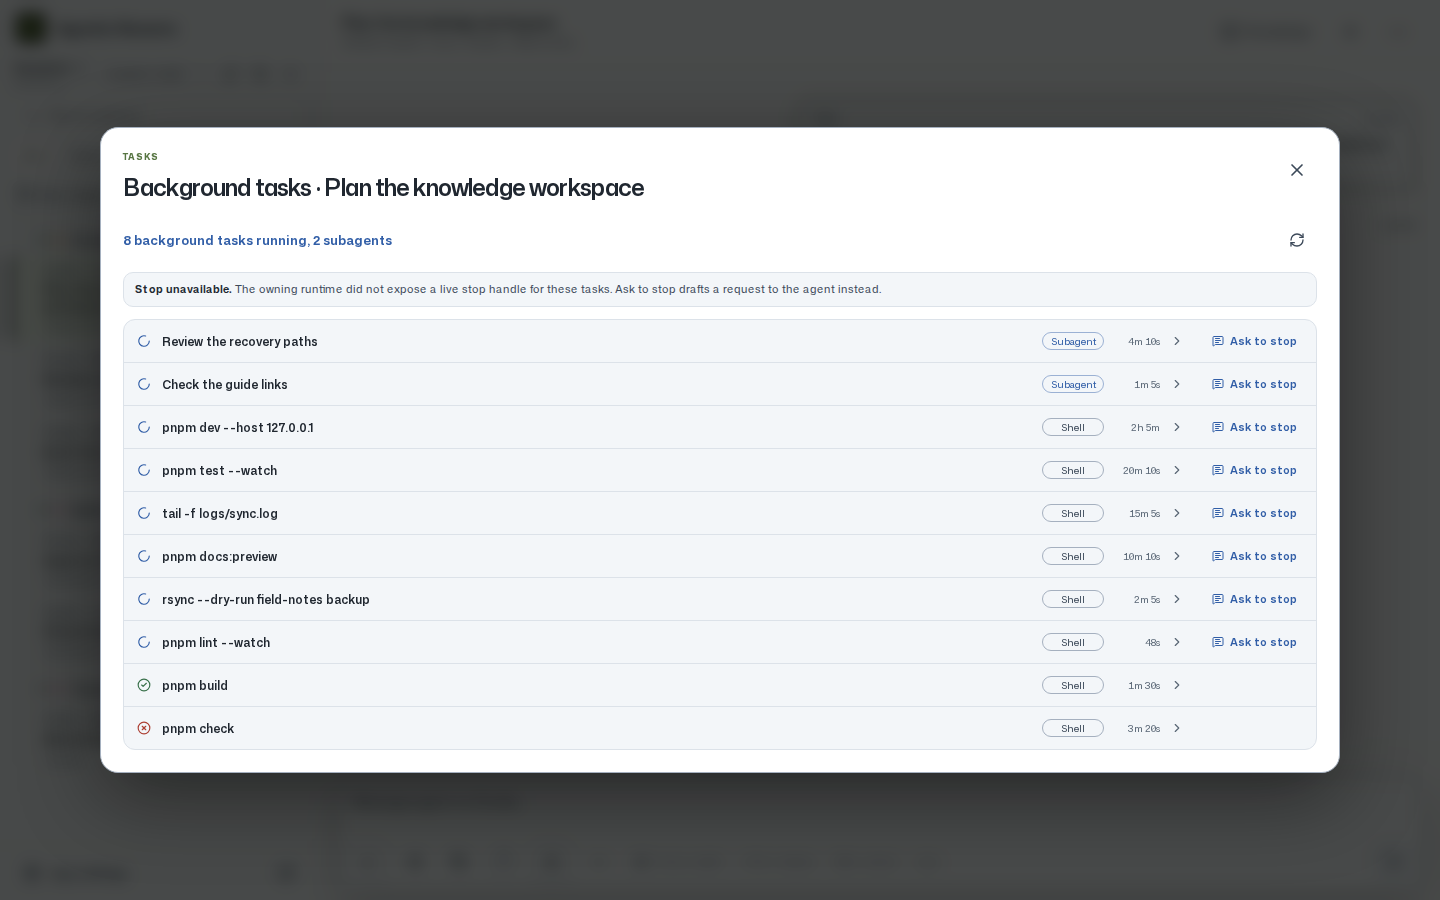 TASKS
Background tasks · Plan the knowledge workspace
8 background tasks running, 2 subagents
Stop unavailable. The owning runtime did not expose a live stop handle for these tasks. Ask to stop drafts a request to the agent instead.
Review the recovery paths Subagent 4m 10s Ask to stop
Check the guide links Subagent 1m 5s Ask to stop
pnpm dev --host 127.0.0.1 Shell 2h 5m Ask to stop
pnpm test --watch Shell 20m 10s Ask to stop
tail -f logs/sync.log Shell 15m 5s Ask to stop
pnpm docs:preview Shell 10m 10s Ask to stop
rsync --dry-run field-notes backup Shell 2m 5s Ask to stop
pnpm lint --watch Shell 48s Ask to stop
pnpm build Shell 1m 30s
pnpm check Shell 3m 20s